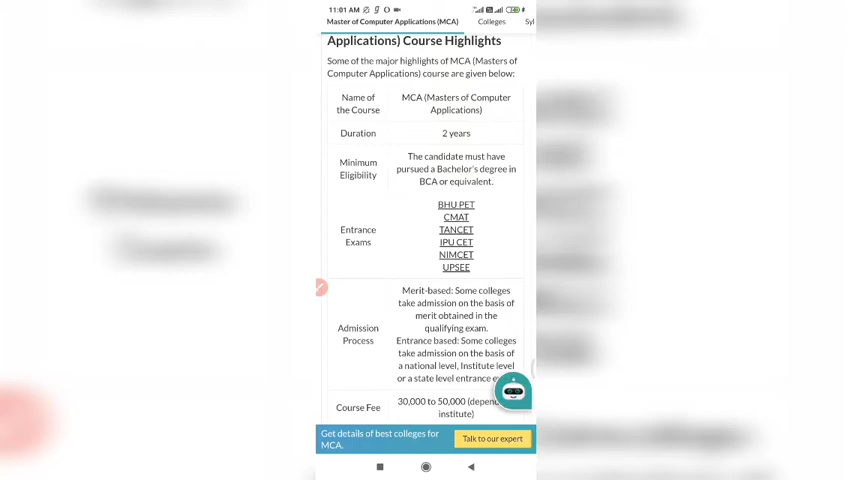 11:01 AM
Master of Computer Applications (MCA) Colleges Syl
Applications) Course Highlights
Some of the major highlights of MCA (Masters of
Computer Applications) course are given below:
Name of
the Course
MCA (Masters of Computer
Applications)
Duration
2 years
Minimum
Eligibility
The candidate must have
pursued a Bachelor's degree in
BCA or equivalent.
Entrance
Exams
BHU PET
CMAT
TANCET
IPU CET
NIMCET
UPSEE
Admission
Process
Merit-based: Some colleges
take admission on the basis of
merit obtained in the
qualifying exam.
Entrance based: Some colleges
take admission on the basis of
a national level, Institute level
or a state level entrance
Course Fee
30,000 to 50,000 (depen
institute)
Get details of best colleges for
MCA.
Talk to our expert